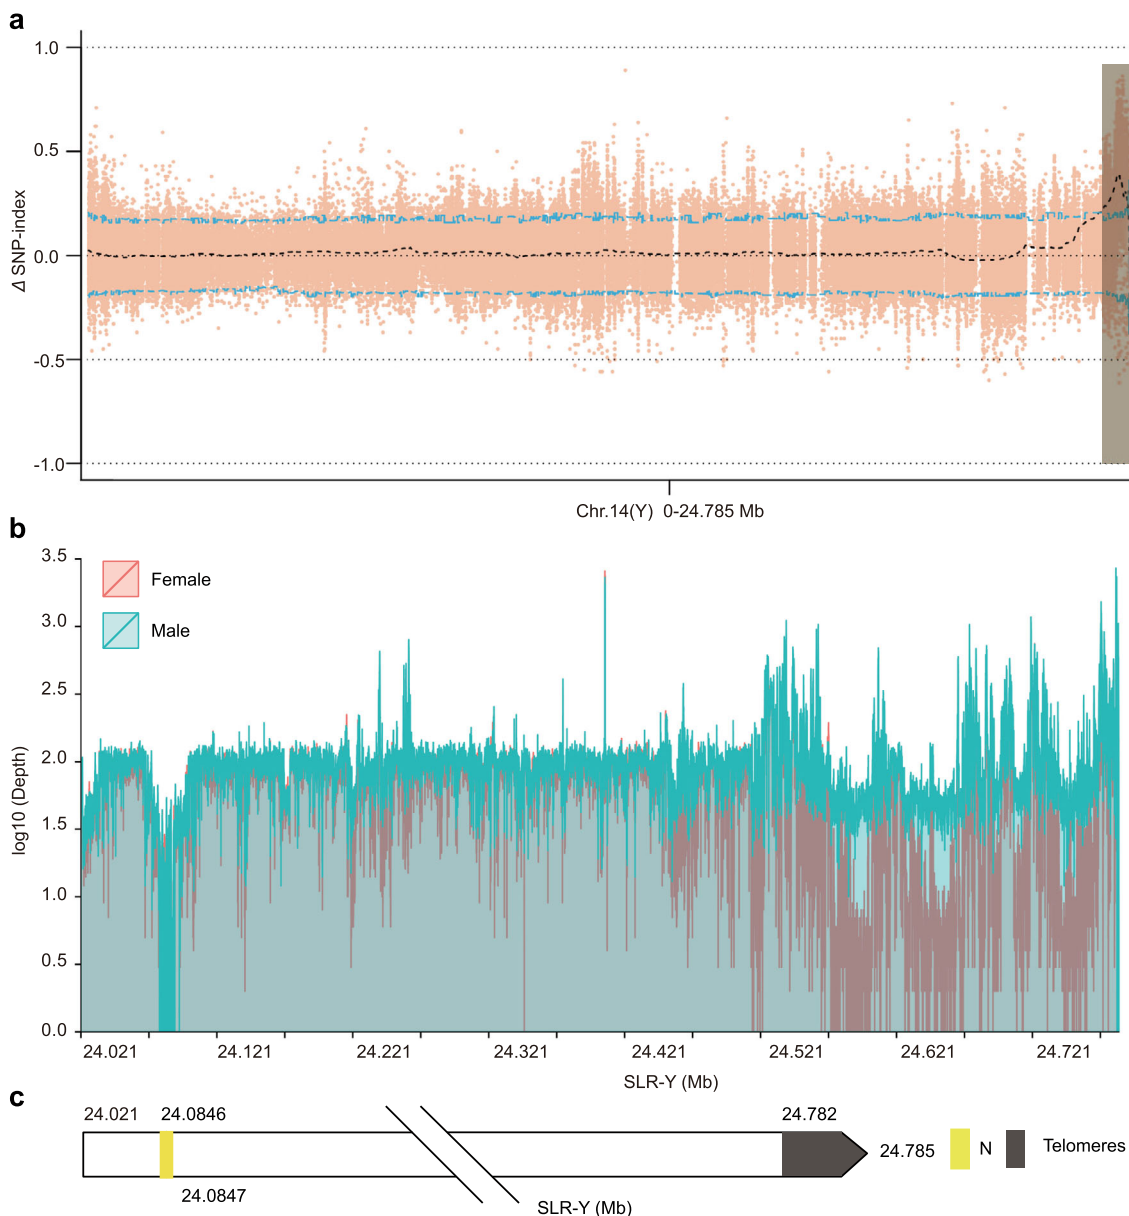 a
1.0
0.5
0.0
-0.5
-1.0
Δ SNP-index
Chr.14(Y) 0-24.785 Mb
b
3.5
3.0
2.5
2.0
1.5
1.0
0.5
0.0
log10 (Depth)
Female
Male
24.021 24.121 24.221 24.321 24.421 24.521 24.621 24.721
SLR-Y (Mb)
c
24.021 24.0846 24.782
24.785 N Telomeres
24.0847
SLR-Y (Mb)